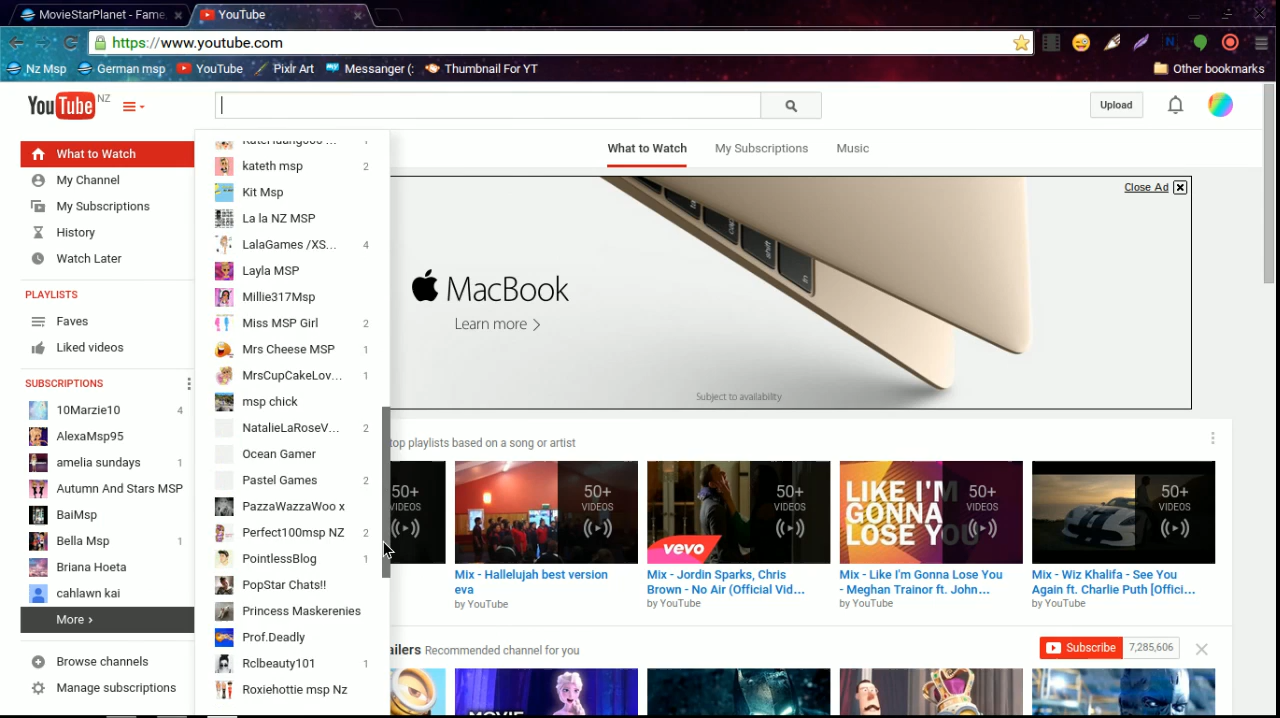 MovieStarPlanet - Fame,
YouTube
https://www.youtube.com
Nz Msp
German msp
YouTube
Pixlr Art
Messanger (:
Thumbnail For YT
Other bookmarks
YouTube NZ
Upload
What to Watch
My Subscriptions
Music
What to Watch
My Channel
My Subscriptions
History
Watch Later
PLAYLISTS
Faves
Liked videos
SUBSCRIPTIONS
10Marzie10 4
AlexaMsp95
amelia sundays 1
Autumn And Stars MSP
BaiMsp
Bella Msp 1
Briana Hoeta
cahlawn kai
More ›
Browse channels
Manage subscriptions
kateth msp 2
Kit Msp
La la NZ MSP
LalaGames /XS... 4
Layla MSP
Millie317Msp
Miss MSP Girl 2
Mrs Cheese MSP 1
MrsCupCakeLov... 1
msp chick
NatalieLaRoseV... 2
Ocean Gamer
Pastel Games 2
PazzaWazzaWoo x
Perfect100msp NZ 2
PointlessBlog 1
PopStar Chats!!
Princess Maskerenies
Prof.Deadly
Rclbeauty101 1
Roxiehottie msp Nz
Close Ad
MacBook
Learn more >
Subject to availability
caps lock
shift
top playlists based on a song or artist
50+
VIDEOS
50+
VIDEOS
Mix - Hallelujah best version
eva
by YouTube
50+
VIDEOS
vevo
Mix - Jordin Sparks, Chris
Brown - No Air (Official Vid...
by YouTube
LIKE I'M
GONNA
LOSE YOU
50+
VIDEOS
Mix - Like I'm Gonna Lose You
- Meghan Trainor ft. John...
by YouTube
50+
VIDEOS
Mix - Wiz Khalifa - See You
Again ft. Charlie Puth [Offici...
by YouTube
ailers Recommended channel for you
Subscribe 7,285,606
MOVIE